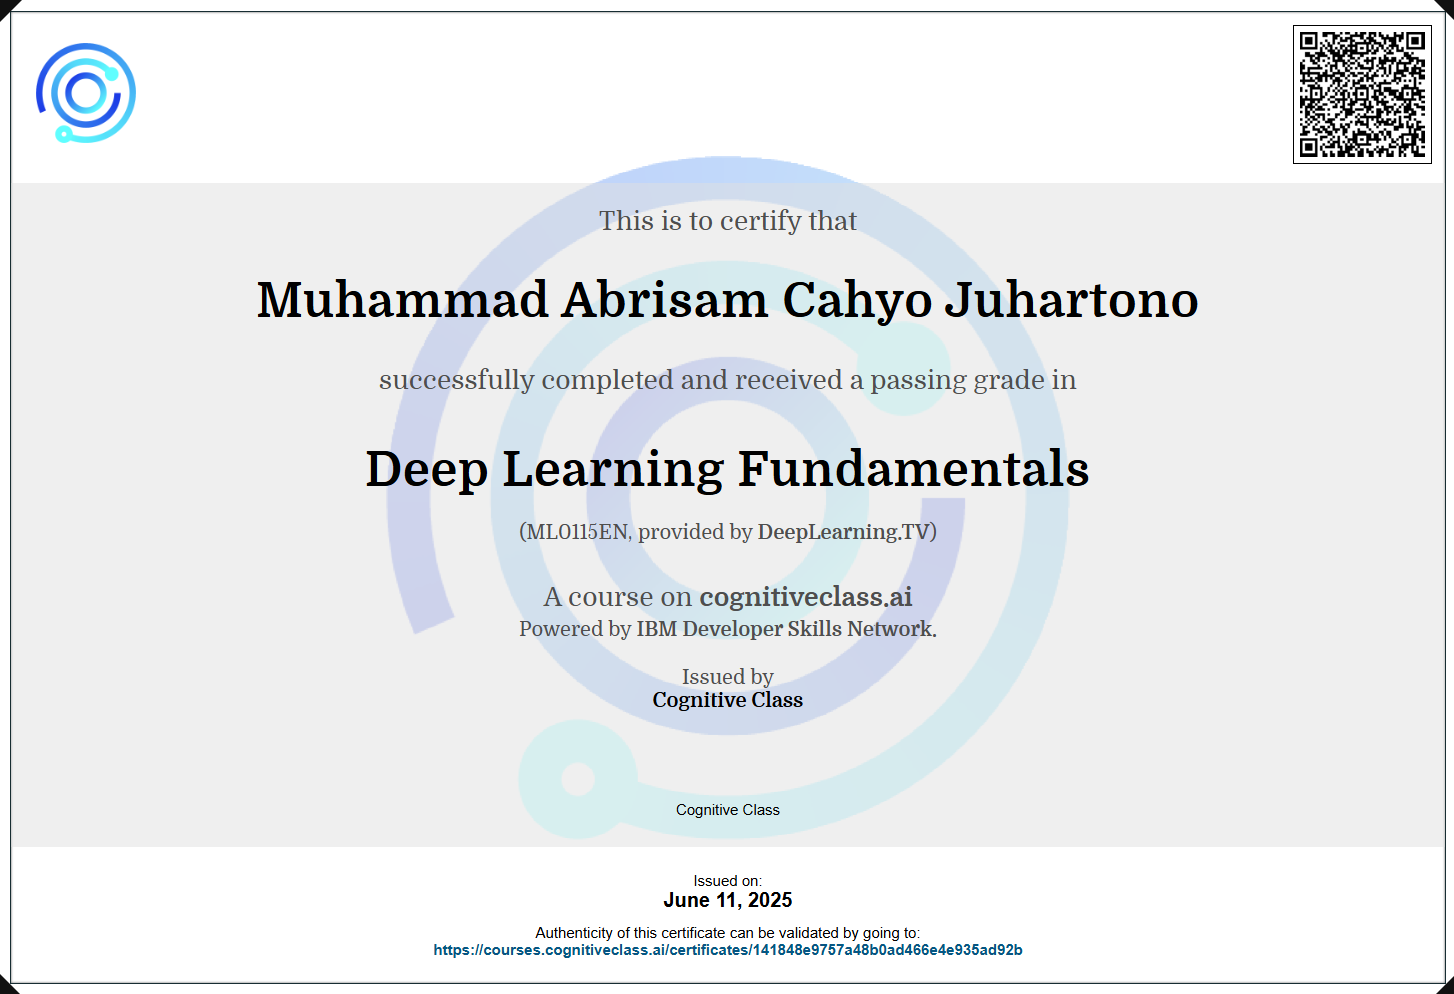 This is to certify that
Muhammad Abrisam Cahyo Juhartono
successfully completed and received a passing grade in
Deep Learning Fundamentals
(ML0115EN, provided by DeepLearning.TV)
A course on cognitiveclass.ai
Powered by IBM Developer Skills Network.
Issued by
Cognitive Class
Cognitive Class
Issued on:
June 11, 2025
Authenticity of this certificate can be validated by going to:
https://courses.cognitiveclass.ai/certificates/141848e9757a48b0ad466e4e935ad92b